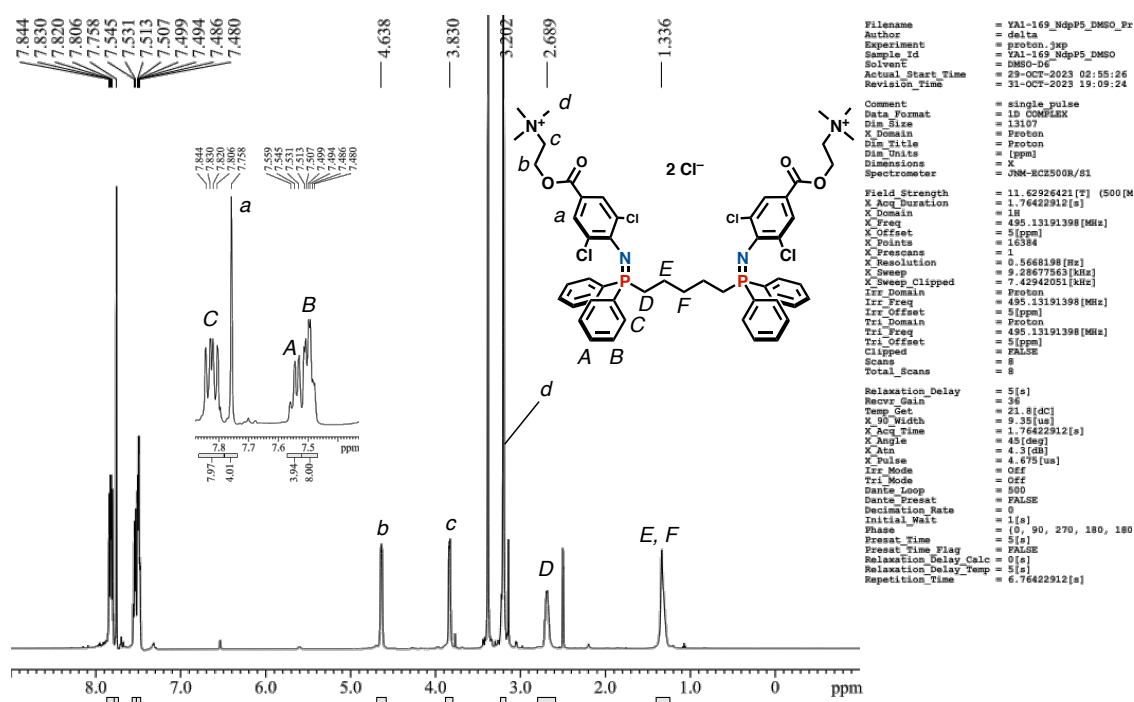 7.844
7.830
7.820
7.806
7.758
7.545
7.531
7.513
7.507
7.499
7.494
7.486
7.480
4.638
3.830
3.202
2.689
1.336
7.844
7.830
7.820
7.806
7.758
7.559
7.545
7.531
7.513
7.507
7.499
7.494
7.486
7.480
a
C
A
B
7.8 7.7 7.6 7.5 ppm
7.97
4.01
3.94
8.00
d
N+
c
b
O
O
a
Cl
Cl
N
P
E
D
F
C
A B
2 Cl–
N+
O
O
Cl
Cl
N
P
d
b
c
D
E, F
8.0 7.0 6.0 5.0 4.0 3.0 2.0 1.0 0 ppm
Filename = YA1-169_NdpP5_DMSO_Pr
Author = delta
Experiment = proton.jxp
Sample_Id = YA1-169_NdpP5_DMSO
Solvent = DMSO-D6
Actual_Start_Time = 29-OCT-2023 02:55:26
Revision_Time = 31-OCT-2023 19:09:24
Comment = single_pulse
Data_Format = 1D COMPLEX
Dim_Size = 13107
X_Domain = Proton
Dim_Title = Proton
Dim_Units = [ppm]
Dimensions = X
Spectrometer = JNM-ECZ500R/S1
Field_Strength = 11.62926421[T] (500[M
X_Acq_Duration = 1.76422912[s]
X_Domain = 1H
X_Freq = 495.13191398[MHz]
X_Offset = 5[ppm]
X_Points = 16384
X_Prescans = 1
X_Resolution = 0.5668198[Hz]
X_Sweep = 9.28677563[kHz]
X_Sweep_Clipped = 7.42942051[kHz]
Irr_Domain = Proton
Irr_Freq = 495.13191398[MHz]
Irr_Offset = 5[ppm]
Tri_Domain = Proton
Tri_Freq = 495.13191398[MHz]
Tri_Offset = 5[ppm]
Clipped = FALSE
Scans = 8
Total_Scans = 8
Relaxation_Delay = 5[s]
Recvr_Gain = 36
Temp_Get = 21.8[dC]
X_90_Width = 9.35[us]
X_Acq_Time = 1.76422912[s]
X_Angle = 45[deg]
X_Atn = 4.3[dB]
X_Pulse = 4.675[us]
Irr_Mode = Off
Tri_Mode = Off
Dante_Loop = 500
Dante_Presat = FALSE
Decimation_Rate = 0
Initial_Wait = 1[s]
Phase = {0, 90, 270, 180, 180
Presat_Time = 5[s]
Presat_Time_Flag = FALSE
Relaxation_Delay_Calc = 0[s]
Relaxation_Delay_Temp = 5[s]
Repetition_Time = 6.76422912[s]